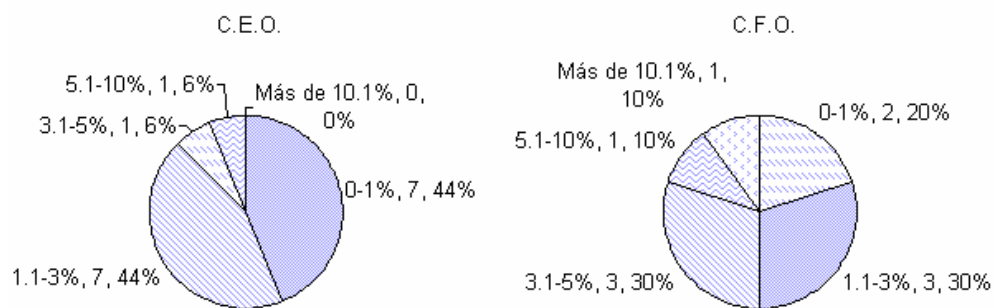 C.E.O.
5.1-10%, 1, 6%
Más de 10.1%, 0,
0%
3.1-5%, 1, 6%
0-1%, 7, 44%
1.1-3%, 7, 44%
C.F.O.
Más de 10.1%, 1,
10%
0-1%, 2, 20%
5.1-10%, 1, 10%
3.1-5%, 3, 30%
1.1-3%, 3, 30%